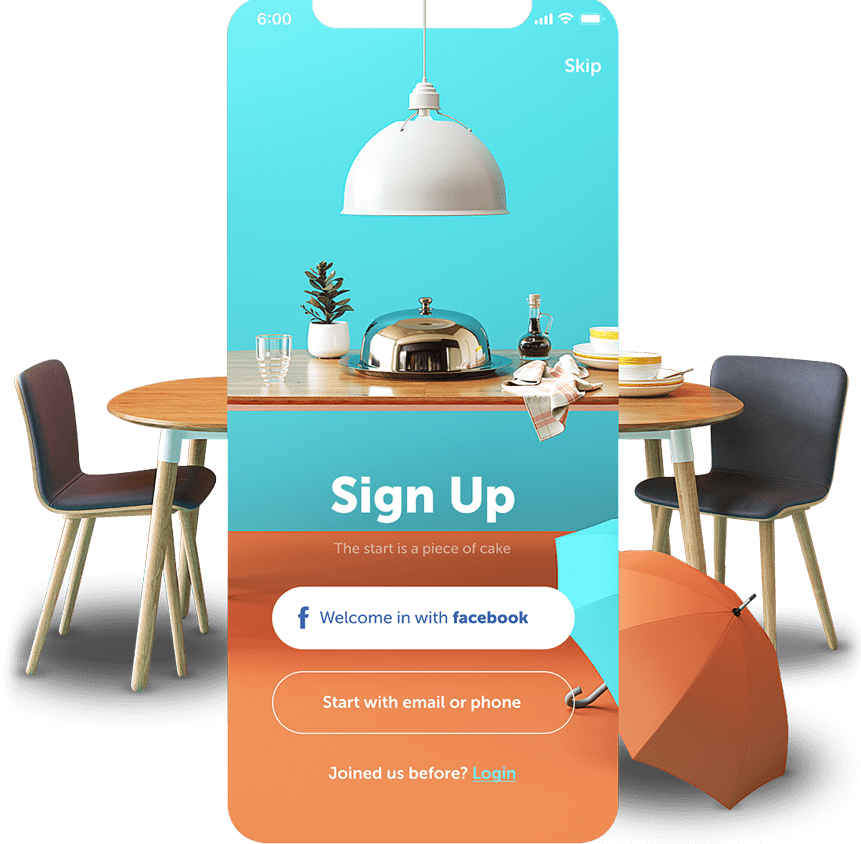 6:00
Skip
Sign Up
The start is a piece of cake
f Welcome in with facebook
Start with email or phone
Joined us before? Login